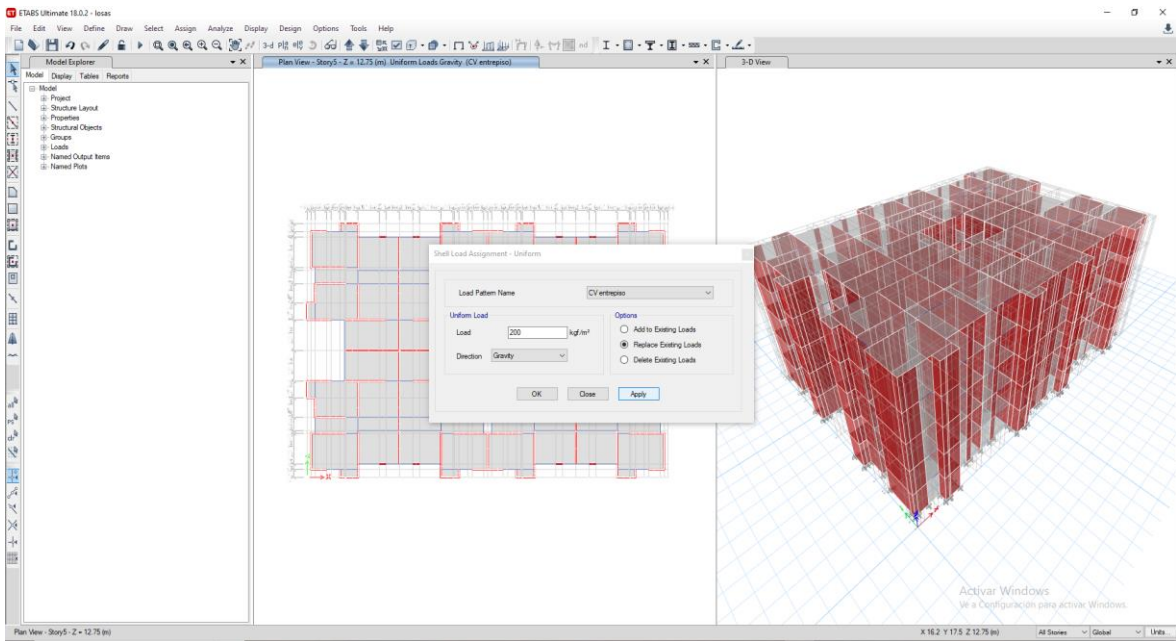 ETABS Ultimate 18.0.2 - losas
File Edit View Define Draw Select Assign Analyze Display Design Options Tools Help
3-d
nd
Model Explorer
Model Display Tables Reports
Model
Project
Structure Layout
Properties
Structural Objects
Groups
Loads
Named Output Items
Named Plots
Plan View - Story5 - Z = 12.75 (m) Uniform Loads Gravity (CV entrepiso)
3-D View
Shell Load Assignment - Uniform
Load Pattern Name CV entrepiso
Uniform Load
Load 200 kgf/m²
Direction Gravity
Options
Add to Existing Loads
Replace Existing Loads
Delete Existing Loads
OK Close Apply
Activar Windows
Ve a Configuración para activar Windows.
Plan View - Story5 - Z = 12.75 (m)
X 16.2 Y 17.5 Z 12.75 (m) All Stories Global Units